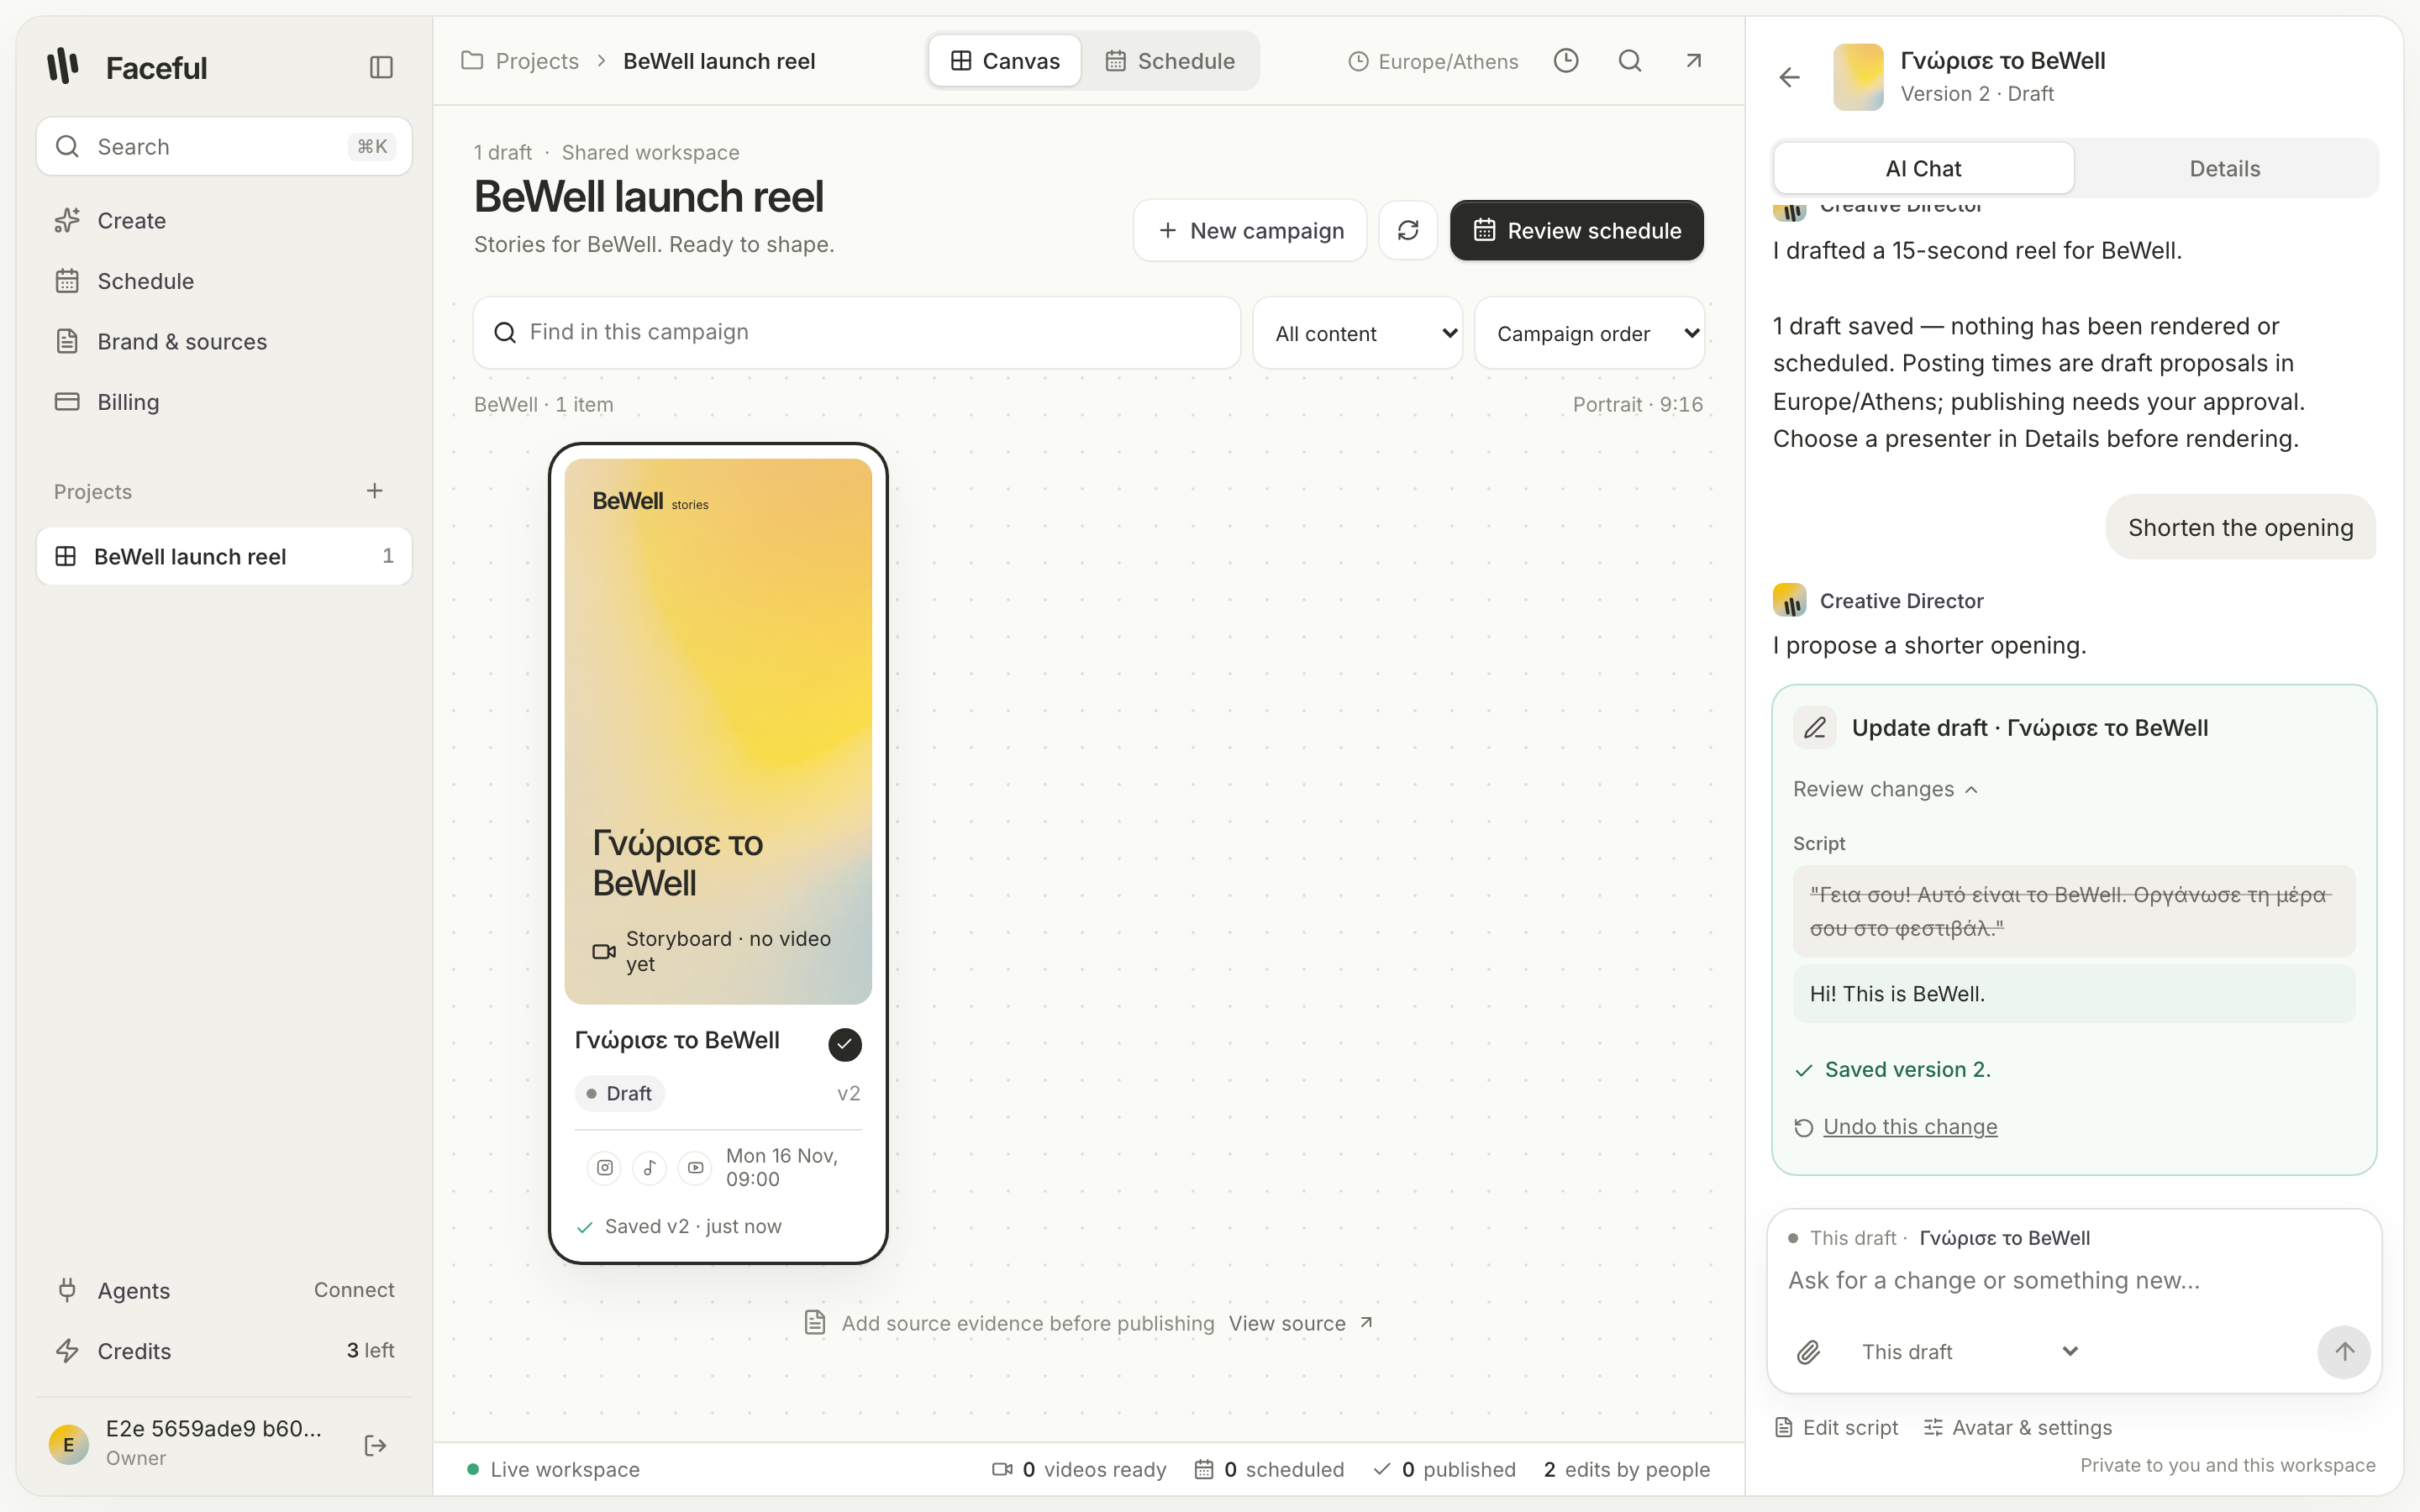 Faceful
Search ⌘K
Create
Schedule
Brand & sources
Billing
Projects
BeWell launch reel 1
Agents Connect
Credits 3 left
E
E2e 5659ade9 b60...
Owner
Projects > BeWell launch reel
Canvas
Schedule
Europe/Athens
1 draft · Shared workspace
BeWell launch reel
Stories for BeWell. Ready to shape.
New campaign
Review schedule
Find in this campaign
All content
Campaign order
BeWell · 1 item
Portrait · 9:16
BeWell stories
Γνώρισε το
BeWell
Storyboard · no video
yet
Γνώρισε το BeWell
Draft v2
Mon 16 Nov,
09:00
Saved v2 · just now
Add source evidence before publishing View source
Live workspace
0 videos ready
0 scheduled
0 published
2 edits by people
Γνώρισε το BeWell
Version 2 · Draft
AI Chat
Details
Creative Director
I drafted a 15-second reel for BeWell.
1 draft saved — nothing has been rendered or
scheduled. Posting times are draft proposals in
Europe/Athens; publishing needs your approval.
Choose a presenter in Details before rendering.
Shorten the opening
Creative Director
I propose a shorter opening.
Update draft · Γνώρισε το BeWell
Review changes
Script
"Γεια σου! Αυτό είναι το BeWell. Οργάνωσε τη μέρα
σου στο φεστιβάλ."
Hi! This is BeWell.
Saved version 2.
Undo this change
This draft · Γνώρισε το BeWell
Ask for a change or something new...
This draft
Edit script
Avatar & settings
Private to you and this workspace